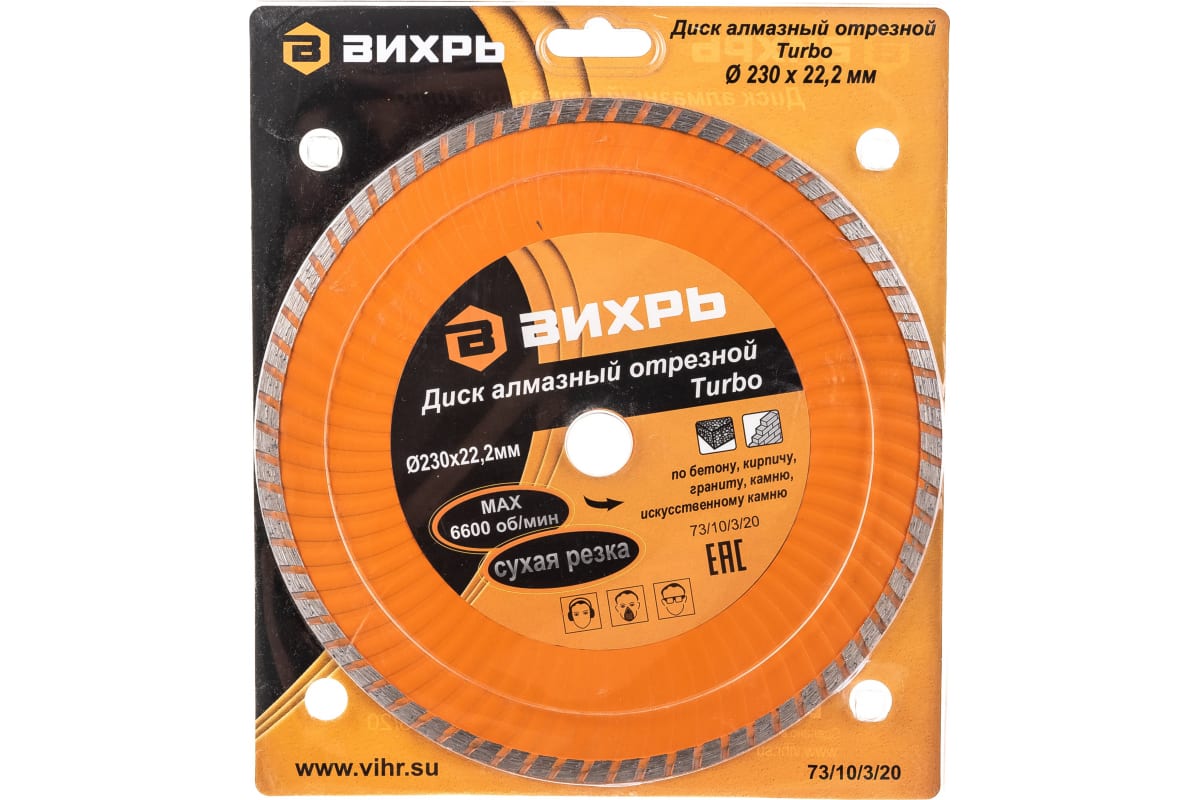 ВИХРЬ
Диск алмазный отрезной
Turbo
Ø 230 x 22,2 мм
ВИХРЬ
Диск алмазный отрезной
Turbo
Ø230x22,2мм
по бетону, кирпичу,
граниту, камню,
искусственному камню
MAX
6600 об/мин
73/10/3/20
сухая резка
EAC
www.vihr.su
73/10/3/20